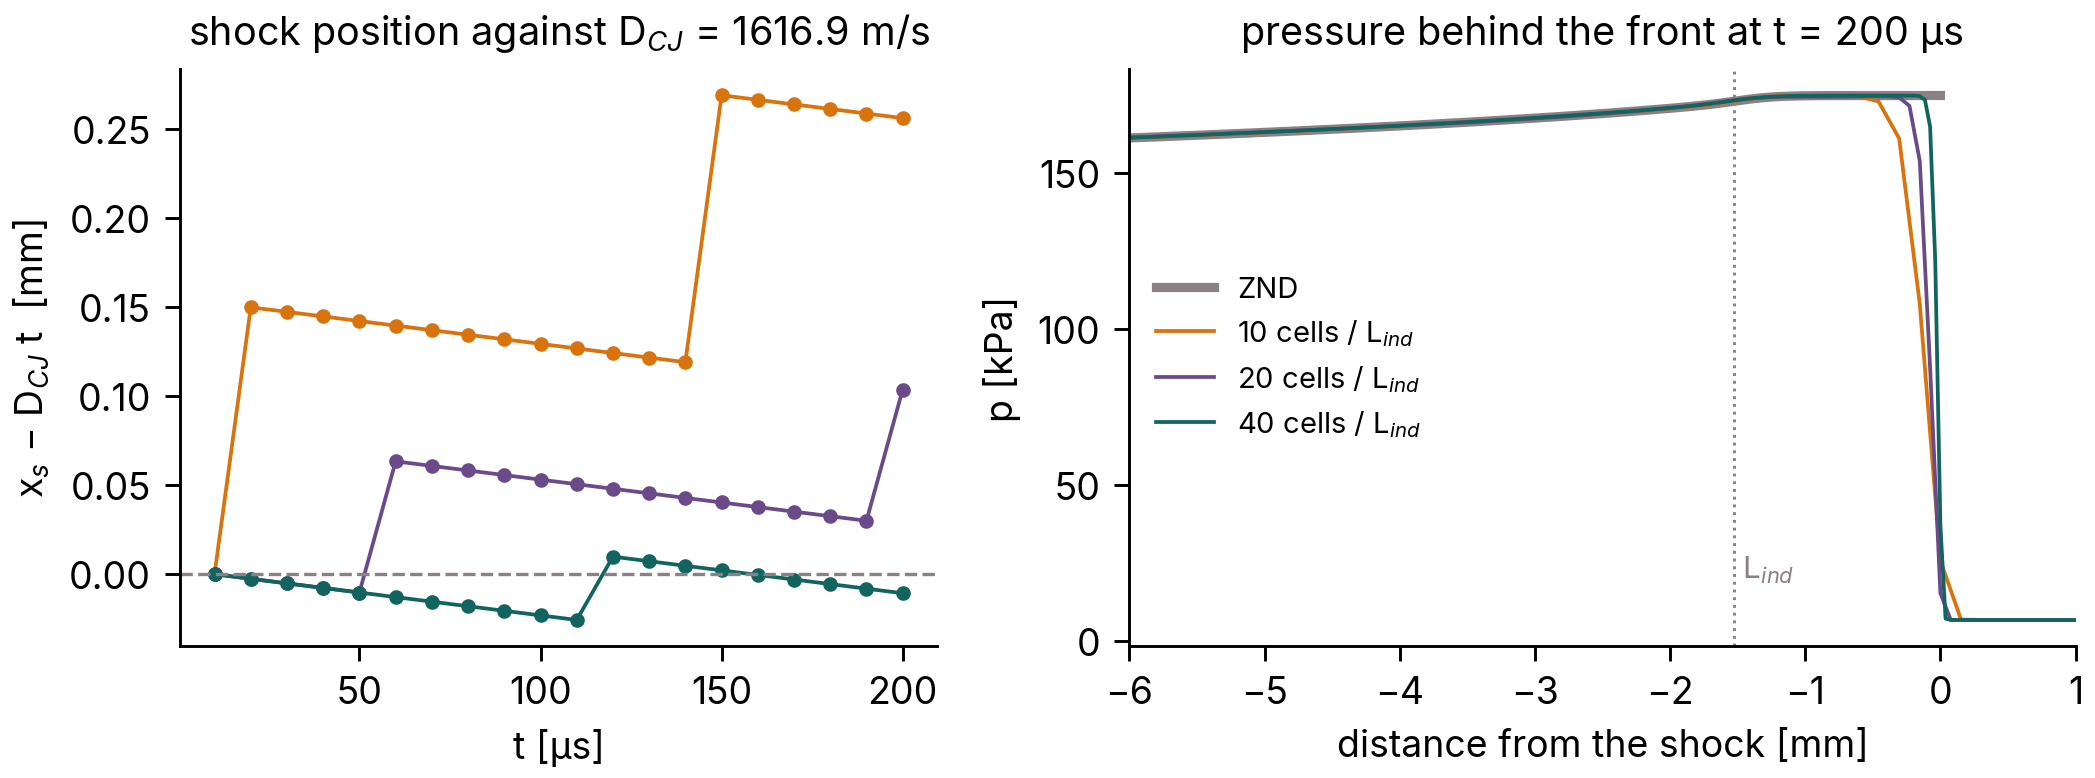 shock position against D_CJ = 1616.9 m/s
x_s − D_CJ t [mm]
0.25
0.20
0.15
0.10
0.05
0.00
50 100 150 200
t [µs]
pressure behind the front at t = 200 µs
p [kPa]
150
100
50
0
ZND
10 cells / L_ind
20 cells / L_ind
40 cells / L_ind
L_ind
−6 −5 −4 −3 −2 −1 0 1
distance from the shock [mm]